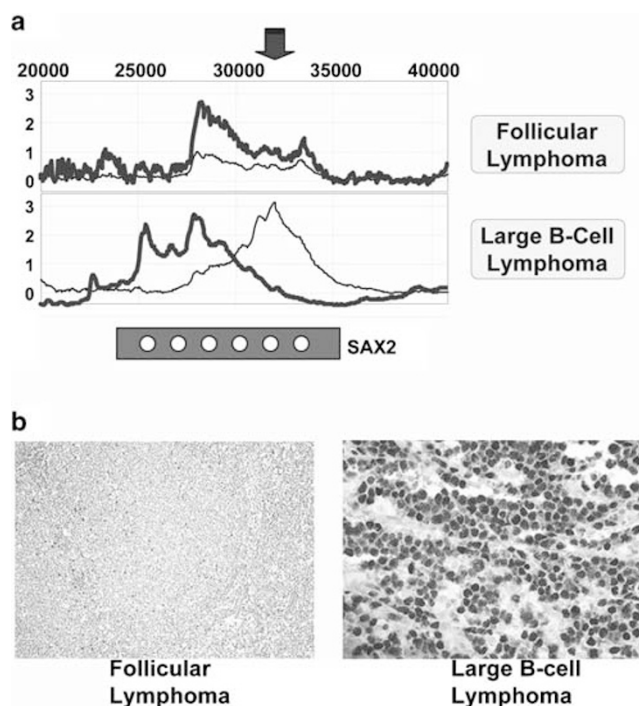 a
20000 25000 30000 35000 40000
3
2
1
0
Follicular
Lymphoma
3
2
1
0
Large B-Cell
Lymphoma
SAX2
b
Follicular
Lymphoma
Large B-cell
Lymphoma